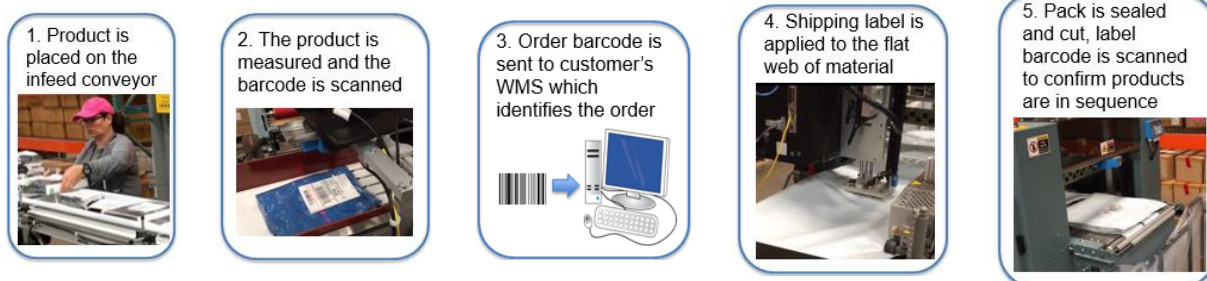 1. Product is
placed on the
infeed conveyor
2. The product is
measured and the
barcode is scanned
3. Order barcode is
sent to customer's
WMS which
identifies the order
4. Shipping label is
applied to the flat
web of material
5. Pack is sealed
and cut, label
barcode is scanned
to confirm products
are in sequence